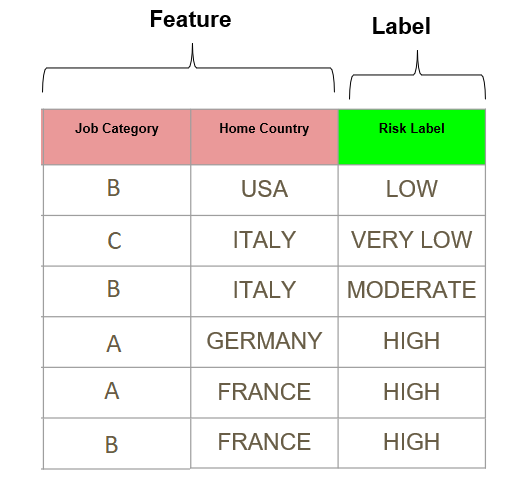 Feature
Label
Job Category Home Country Risk Label
B USA LOW
C ITALY VERY LOW
B ITALY MODERATE
A GERMANY HIGH
A FRANCE HIGH
B FRANCE HIGH